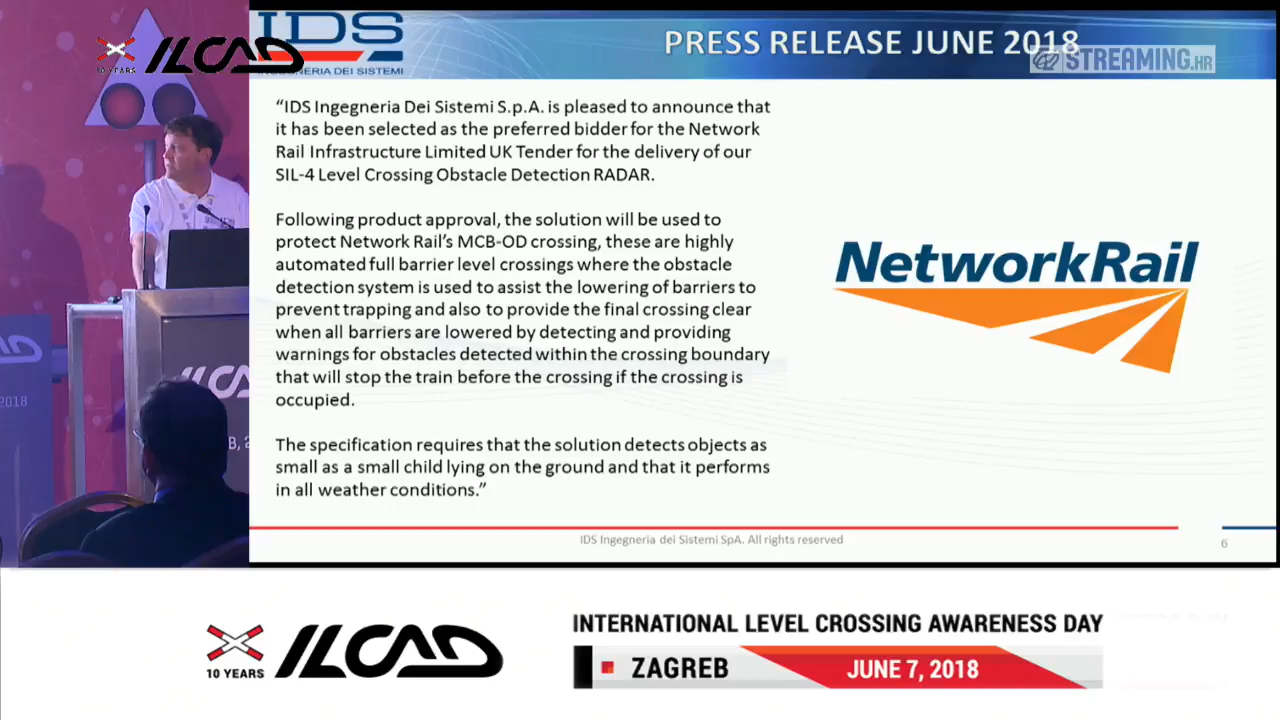 IDS
INGEGNERIA DEI SISTEMI
ILCAD
10 YEARS
PRESS RELEASE JUNE 2018
STREAMING.HR
“IDS Ingegneria Dei Sistemi S.p.A. is pleased to announce that
it has been selected as the preferred bidder for the Network
Rail Infrastructure Limited UK Tender for the delivery of our
SIL-4 Level Crossing Obstacle Detection RADAR.
Following product approval, the solution will be used to
protect Network Rail’s MCB-OD crossing, these are highly
automated full barrier level crossings where the obstacle
detection system is used to assist the lowering of barriers to
prevent trapping and also to provide the final crossing clear
when all barriers are lowered by detecting and providing
warnings for obstacles detected within the crossing boundary
that will stop the train before the crossing if the crossing is
occupied.
The specification requires that the solution detects objects as
small as a small child lying on the ground and that it performs
in all weather conditions.”
NetworkRail
IDS Ingegneria dei Sistemi SpA. All rights reserved
6
ILCAD
B, 2
2018
10 YEARS
ILCAD
INTERNATIONAL LEVEL CROSSING AWARENESS DAY
ZAGREB
JUNE 7, 2018